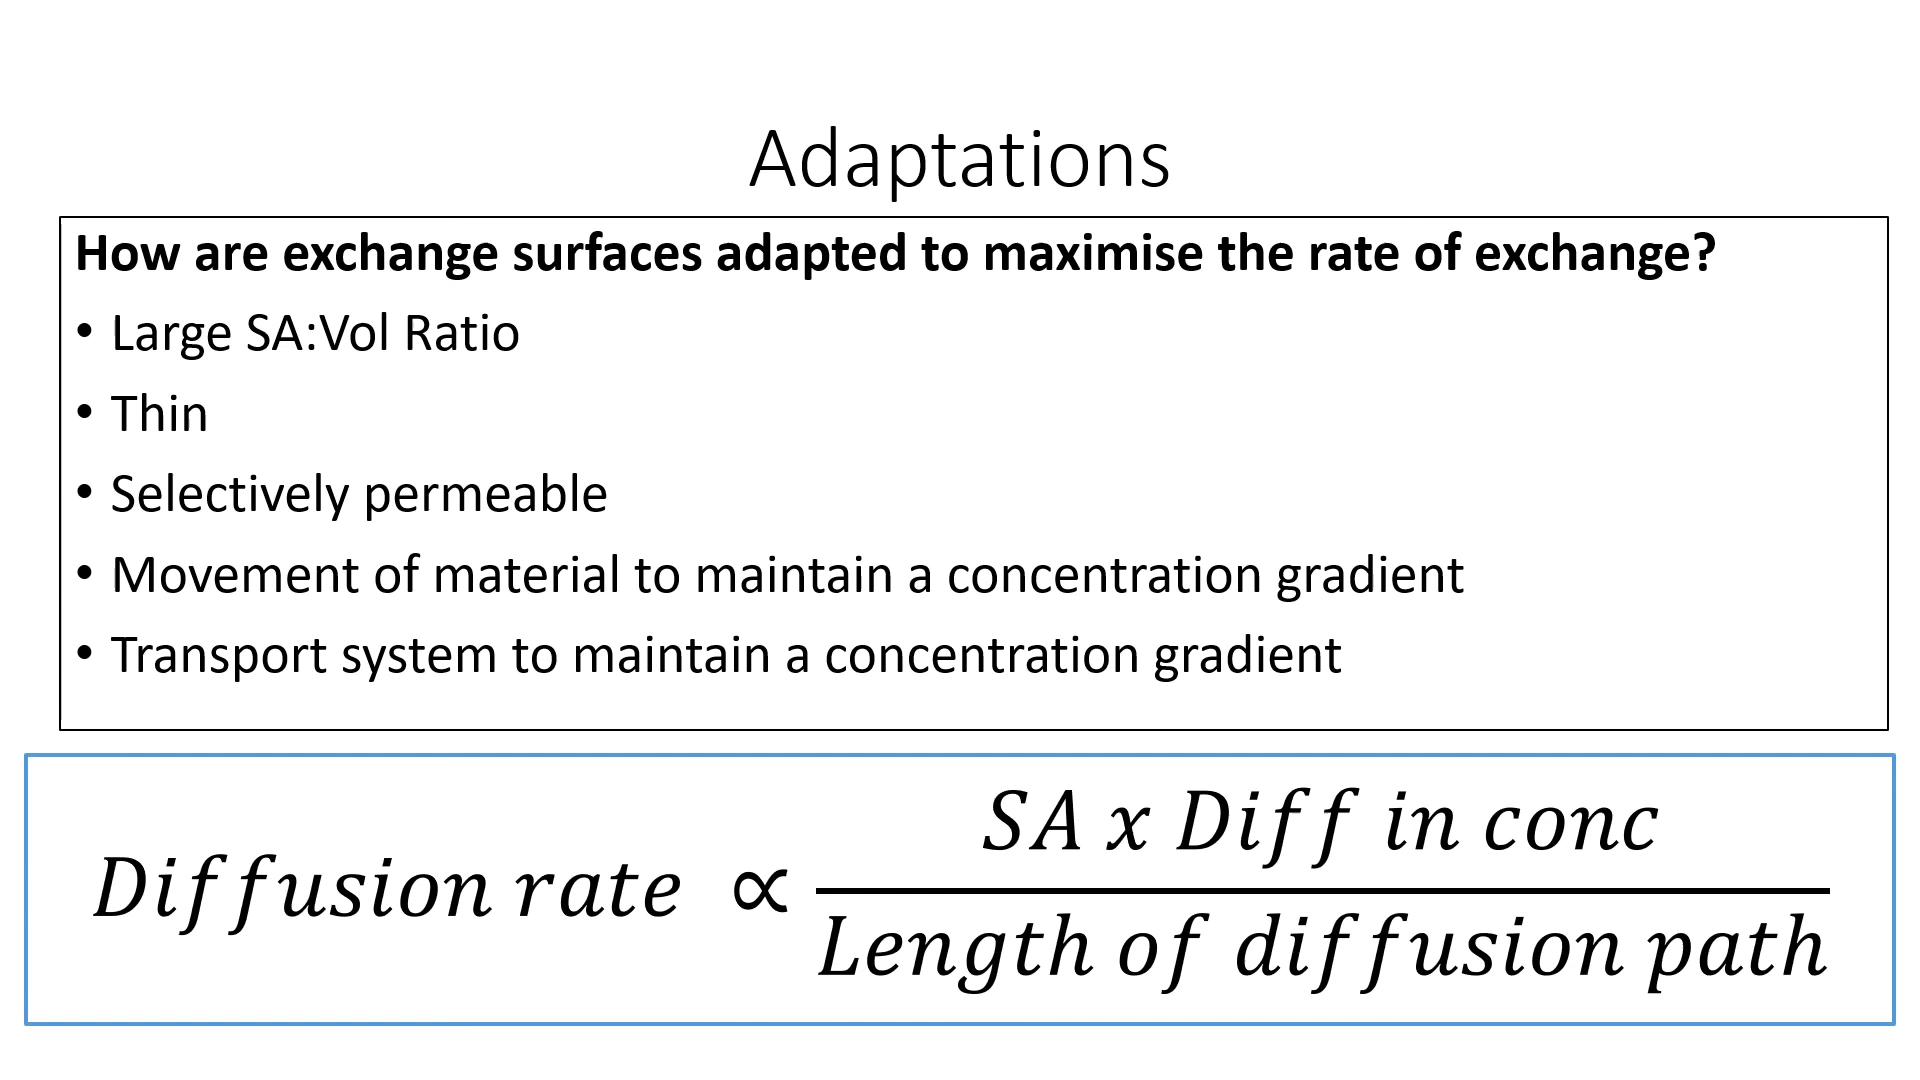 Adaptations
How are exchange surfaces adapted to maximise the rate of exchange?
• Large SA:Vol Ratio
• Thin
• Selectively permeable
• Movement of material to maintain a concentration gradient
• Transport system to maintain a concentration gradient
SA x Diff in conc
Diffusion rate ∝
Length of diffusion path